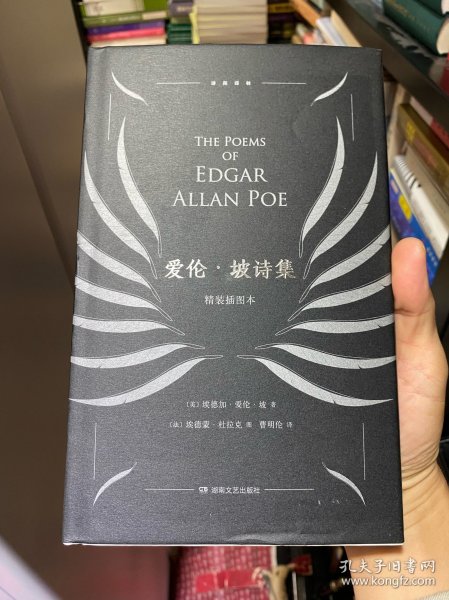 THE POEMS
OF
EDGAR
ALLAN POE
爱伦·坡诗集
精装插图本
〔美〕埃德加·爱伦·坡 著
〔法〕埃德蒙·杜拉克 图 曹明伦 译
湖南文艺出版社
孔夫子旧书网
www.kongfz.com